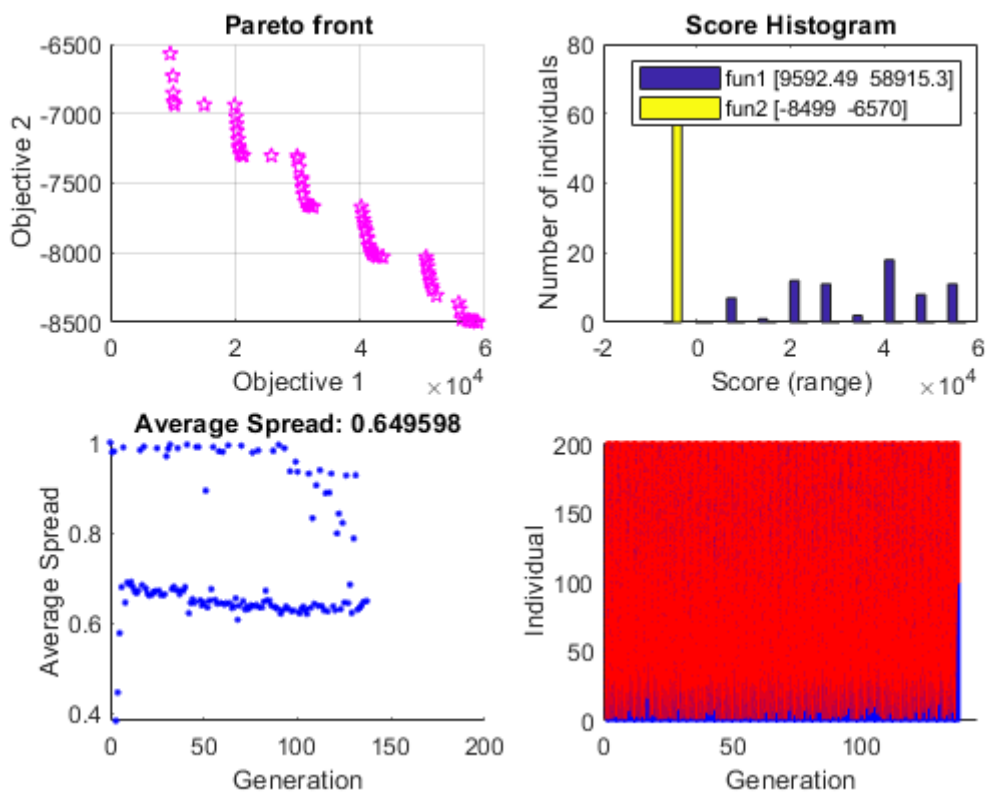 Pareto front
-6500
-7000
-7500
-8000
-8500
Objective 2
0
2
4
6
Objective 1
×10^4
Score Histogram
80
60
40
20
0
Number of individuals
fun1 [9592.49 58915.3]
fun2 [-8499 -6570]
-2
0
2
4
6
Score (range)
×10^4
Average Spread: 0.649598
1
0.8
0.6
0.4
Average Spread
0
50
100
150
200
Generation
200
150
100
50
0
Individual
0
50
100
Generation